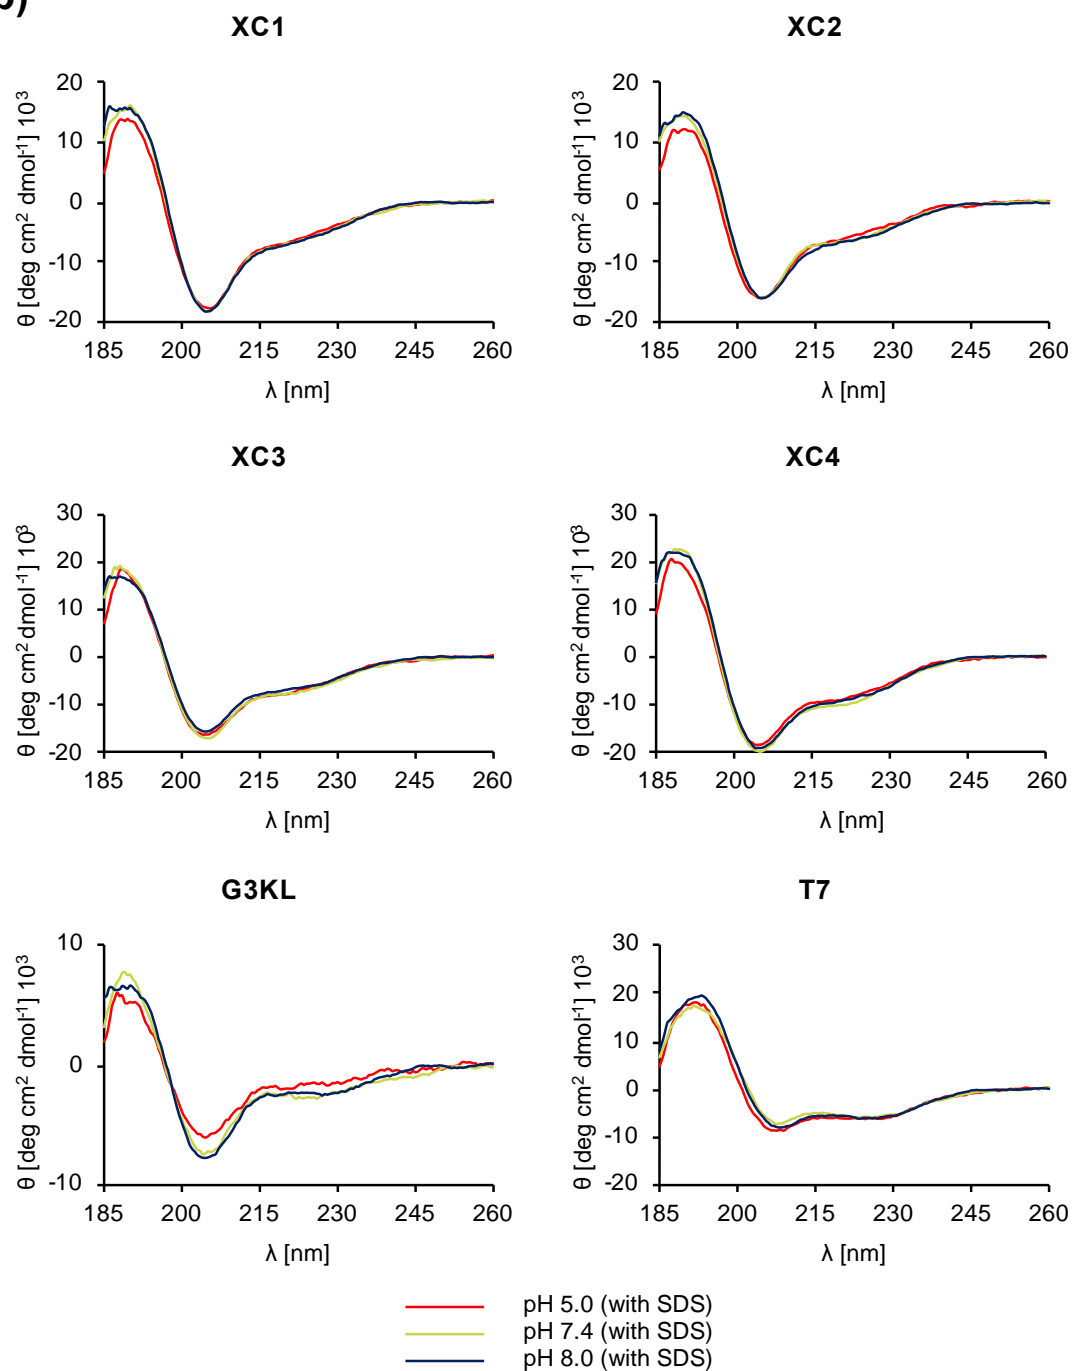 b)
XC1
XC2
θ [deg cm² dmol⁻¹] 10³
20
10
0
-10
-20
185 200 215 230 245 260
λ [nm]
θ [deg cm² dmol⁻¹] 10³
20
10
0
-10
-20
185 200 215 230 245 260
λ [nm]
XC3
XC4
θ [deg cm² dmol⁻¹] 10³
30
20
10
0
-10
-20
185 200 215 230 245 260
λ [nm]
θ [deg cm² dmol⁻¹] 10³
30
20
10
0
-10
-20
185 200 215 230 245 260
λ [nm]
G3KL
T7
θ [deg cm² dmol⁻¹] 10³
10
0
-10
185 200 215 230 245 260
λ [nm]
θ [deg cm² dmol⁻¹] 10³
30
20
10
0
-10
-20
185 200 215 230 245 260
λ [nm]
pH 5.0 (with SDS)
pH 7.4 (with SDS)
pH 8.0 (with SDS)